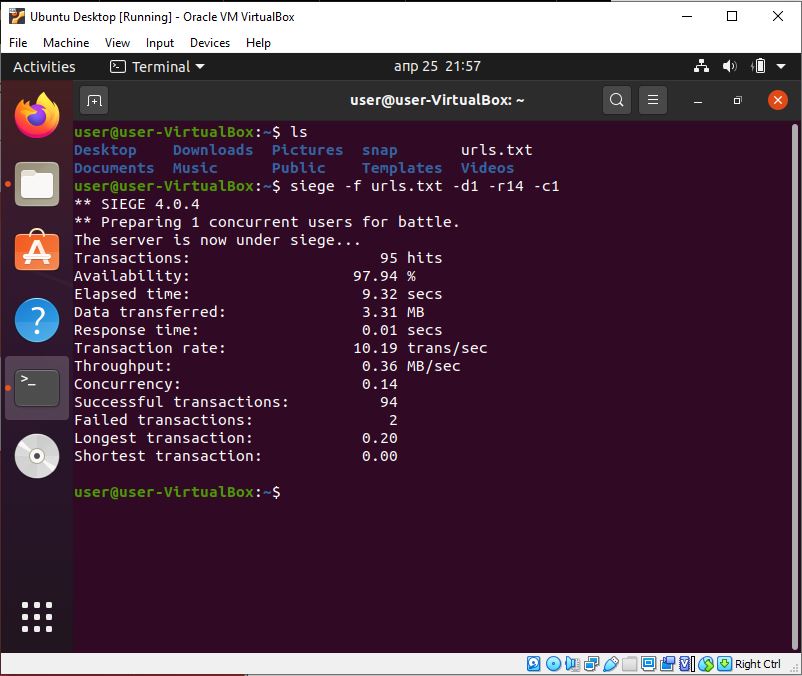 Ubuntu Desktop [Running] - Oracle VM VirtualBox
File Machine View Input Devices Help
Activities Terminal апр 25 21:57
user@user-VirtualBox: ~
user@user-VirtualBox:~$ ls
Desktop Downloads Pictures snap urls.txt
Documents Music Public Templates Videos
user@user-VirtualBox:~$ siege -f urls.txt -d1 -r14 -c1
** SIEGE 4.0.4
** Preparing 1 concurrent users for battle.
The server is now under siege...
Transactions: 95 hits
Availability: 97.94 %
Elapsed time: 9.32 secs
Data transferred: 3.31 MB
Response time: 0.01 secs
Transaction rate: 10.19 trans/sec
Throughput: 0.36 MB/sec
Concurrency: 0.14
Successful transactions: 94
Failed transactions: 2
Longest transaction: 0.20
Shortest transaction: 0.00
user@user-VirtualBox:~$
Right Ctrl